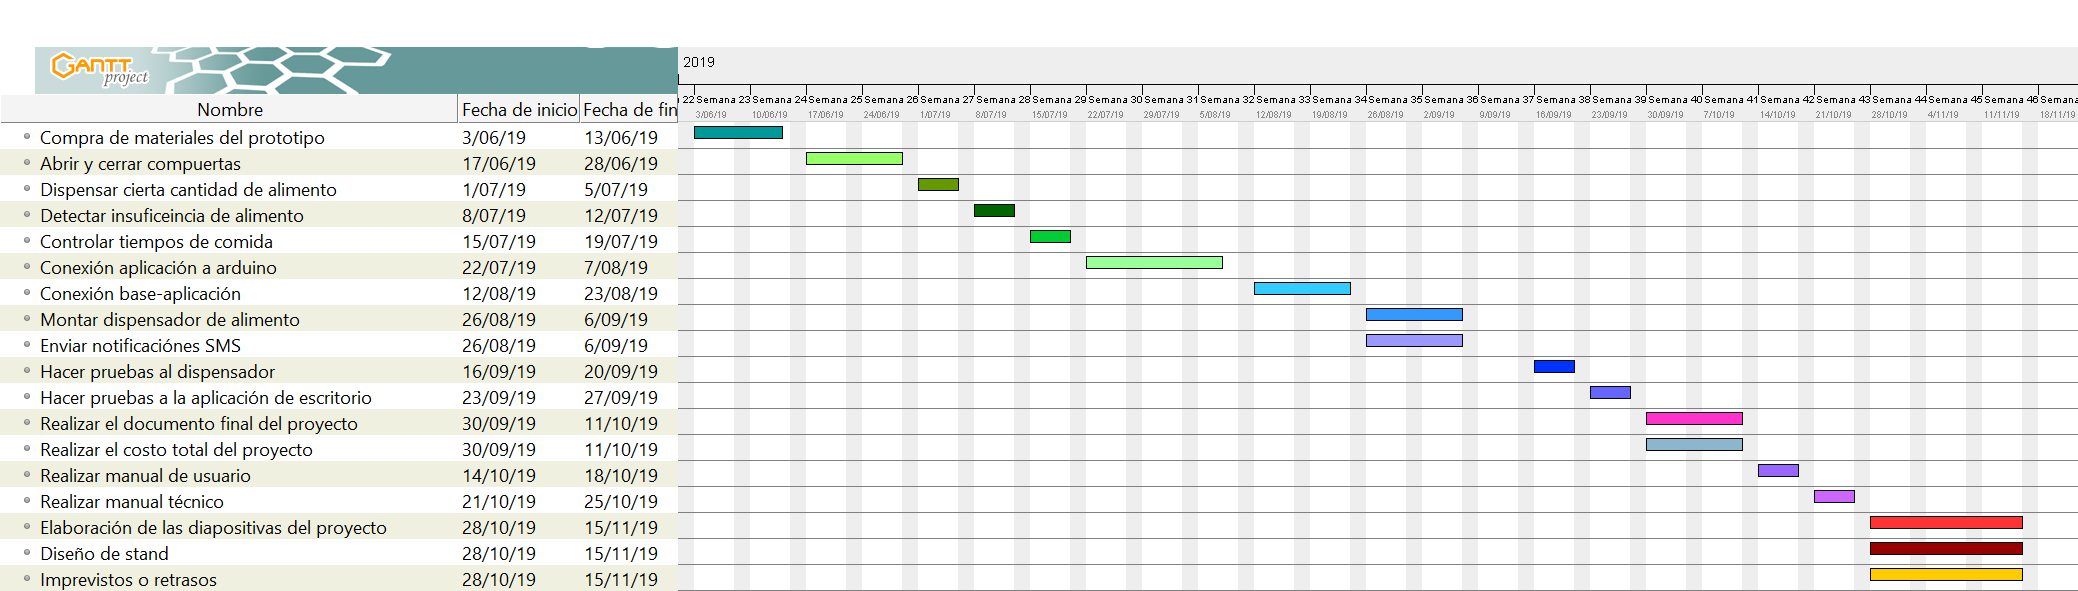 GANTT
project
2019
22 Semana 23 Semana 24 Semana 25 Semana 26 Semana 27 Semana 28 Semana 29 Semana 30 Semana 31 Semana 32 Semana 33 Semana 34 Semana 35 Semana 36 Semana 37 Semana 38 Semana 39 Semana 40 Semana 41 Semana 42 Semana 43 Semana 44 Semana 45 Semana 46 Semana
Nombre Fecha de inicio Fecha de fin
3/06/19 10/06/19 17/06/19 24/06/19 1/07/19 8/07/19 15/07/19 22/07/19 29/07/19 5/08/19 12/08/19 19/08/19 26/08/19 2/09/19 9/09/19 16/09/19 23/09/19 30/09/19 7/10/19 14/10/19 21/10/19 28/10/19 4/11/19 11/11/19 18/11/19
Compra de materiales del prototipo 3/06/19 13/06/19
Abrir y cerrar compuertas 17/06/19 28/06/19
Dispensar cierta cantidad de alimento 1/07/19 5/07/19
Detectar insuficeincia de alimento 8/07/19 12/07/19
Controlar tiempos de comida 15/07/19 19/07/19
Conexión aplicación a arduino 22/07/19 7/08/19
Conexión base-aplicación 12/08/19 23/08/19
Montar dispensador de alimento 26/08/19 6/09/19
Enviar notificaciónes SMS 26/08/19 6/09/19
Hacer pruebas al dispensador 16/09/19 20/09/19
Hacer pruebas a la aplicación de escritorio 23/09/19 27/09/19
Realizar el documento final del proyecto 30/09/19 11/10/19
Realizar el costo total del proyecto 30/09/19 11/10/19
Realizar manual de usuario 14/10/19 18/10/19
Realizar manual técnico 21/10/19 25/10/19
Elaboración de las diapositivas del proyecto 28/10/19 15/11/19
Diseño de stand 28/10/19 15/11/19
Imprevistos o retrasos 28/10/19 15/11/19